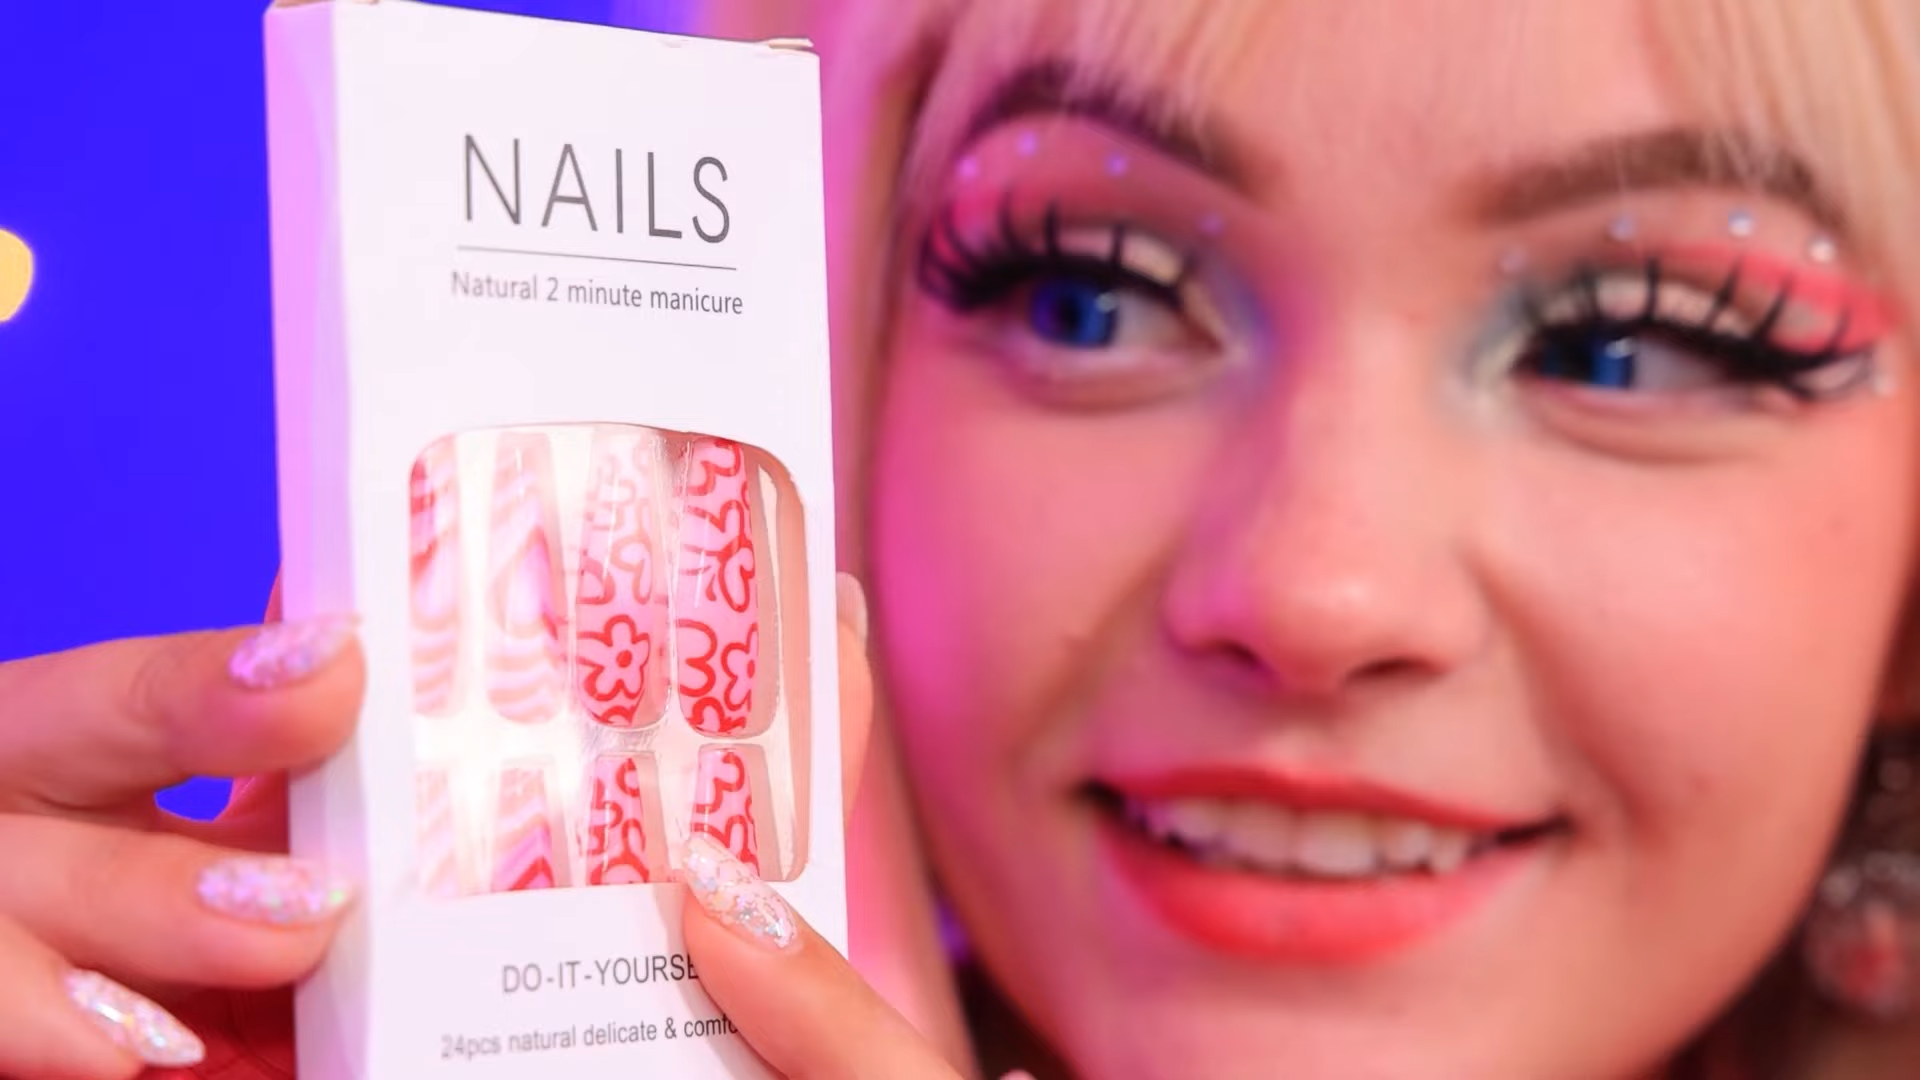 NAILS
Natural 2 minute manicure
DO-IT-YOURSE
24pcs natural delicate & comfo